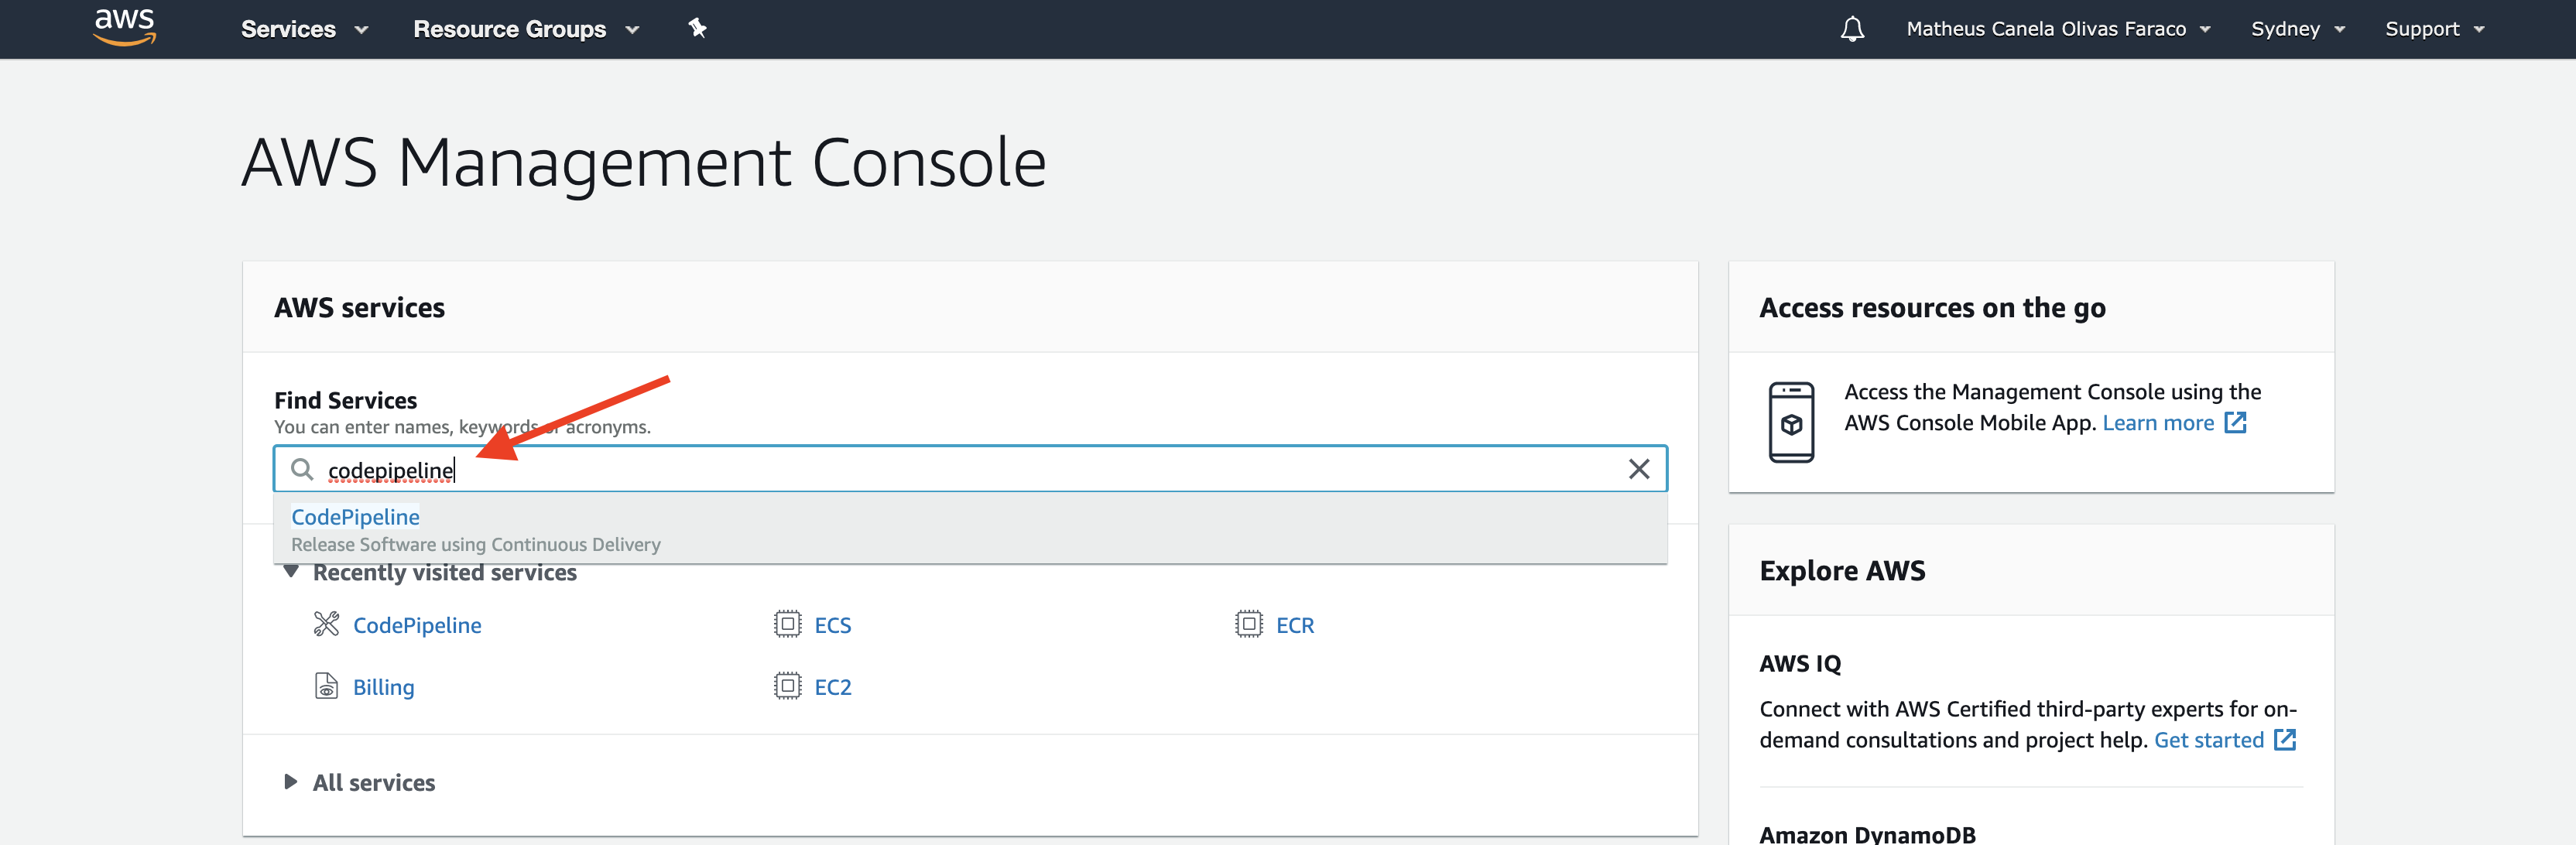 aws Services Resource Groups Matheus Canela Olivas Faraco Sydney Support
AWS Management Console
AWS services
Find Services
You can enter names, keywords or acronyms.
codepipeline
CodePipeline
Release Software using Continuous Delivery
Recently visited services
CodePipeline ECS ECR
Billing EC2
All services
Access resources on the go
Access the Management Console using the
AWS Console Mobile App. Learn more
Explore AWS
AWS IQ
Connect with AWS Certified third-party experts for on-
demand consultations and project help. Get started
Amazon DynamoDB